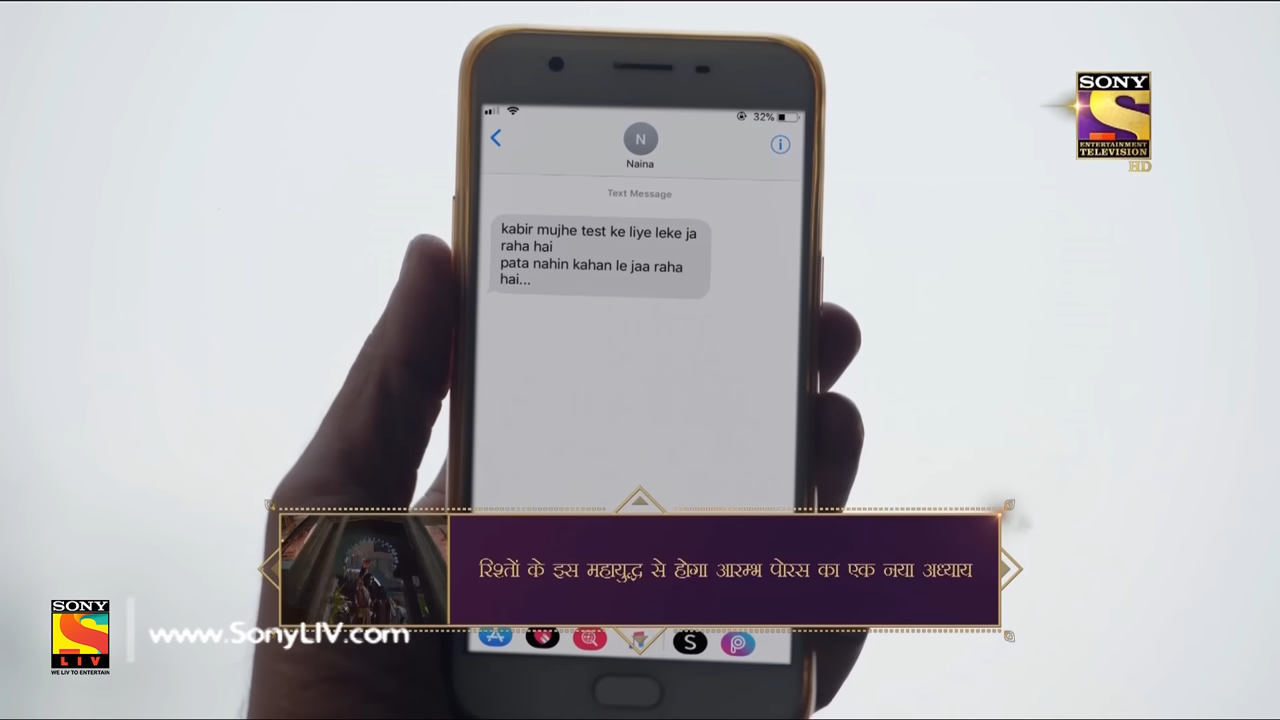 SONY
ENTERTAINMENT
TELEVISION
HD
32%
N
Naina
Text Message
kabir mujhe test ke liye leke ja
raha hai
pata nahin kahan le jaa raha
hai...
रिश्तों के इस महायुद्ध से होगा आरम्भ पोरस का एक नया अध्याय
SONY
LIV
WE LIV TO ENTERTAIN
www.SonyLIV.com